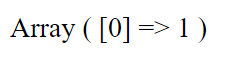 Array ( [0] => 1 )